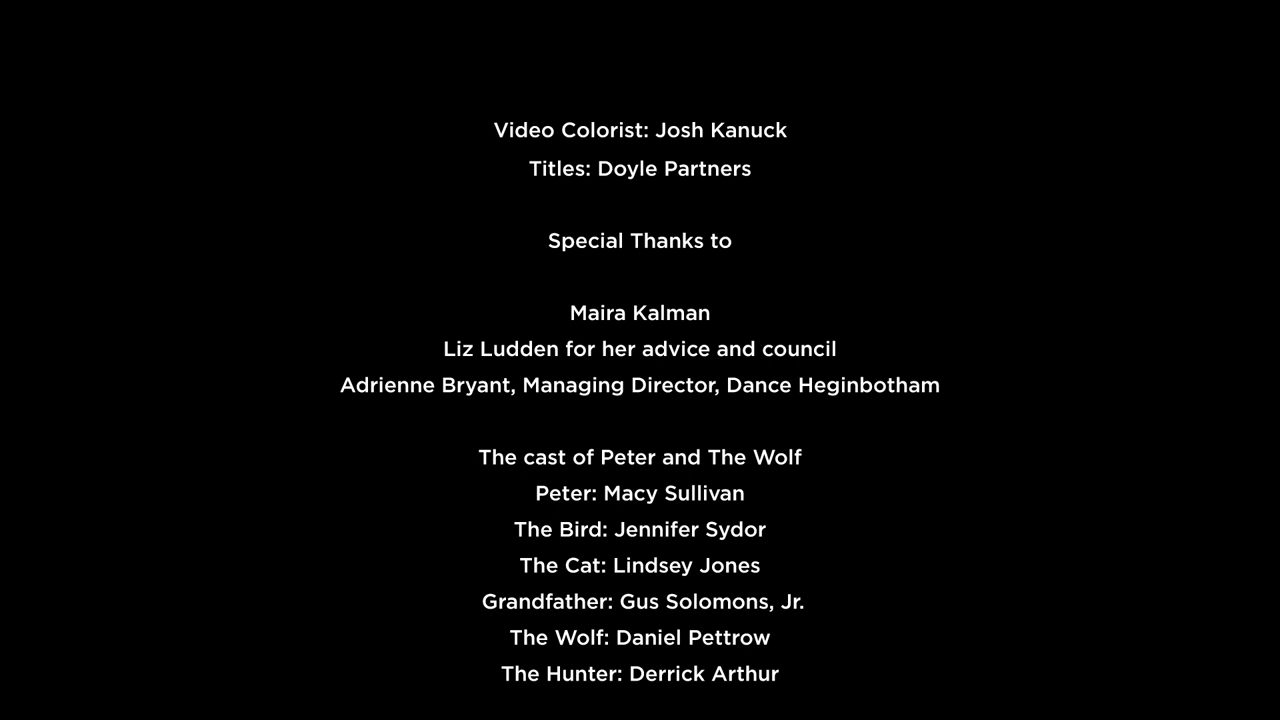 Video Colorist: Josh Kanuck
Titles: Doyle Partners
Special Thanks to
Maira Kalman
Liz Ludden for her advice and council
Adrienne Bryant, Managing Director, Dance Heginbotham
The cast of Peter and The Wolf
Peter: Macy Sullivan
The Bird: Jennifer Sydor
The Cat: Lindsey Jones
Grandfather: Gus Solomons, Jr.
The Wolf: Daniel Pettrow
The Hunter: Derrick Arthur